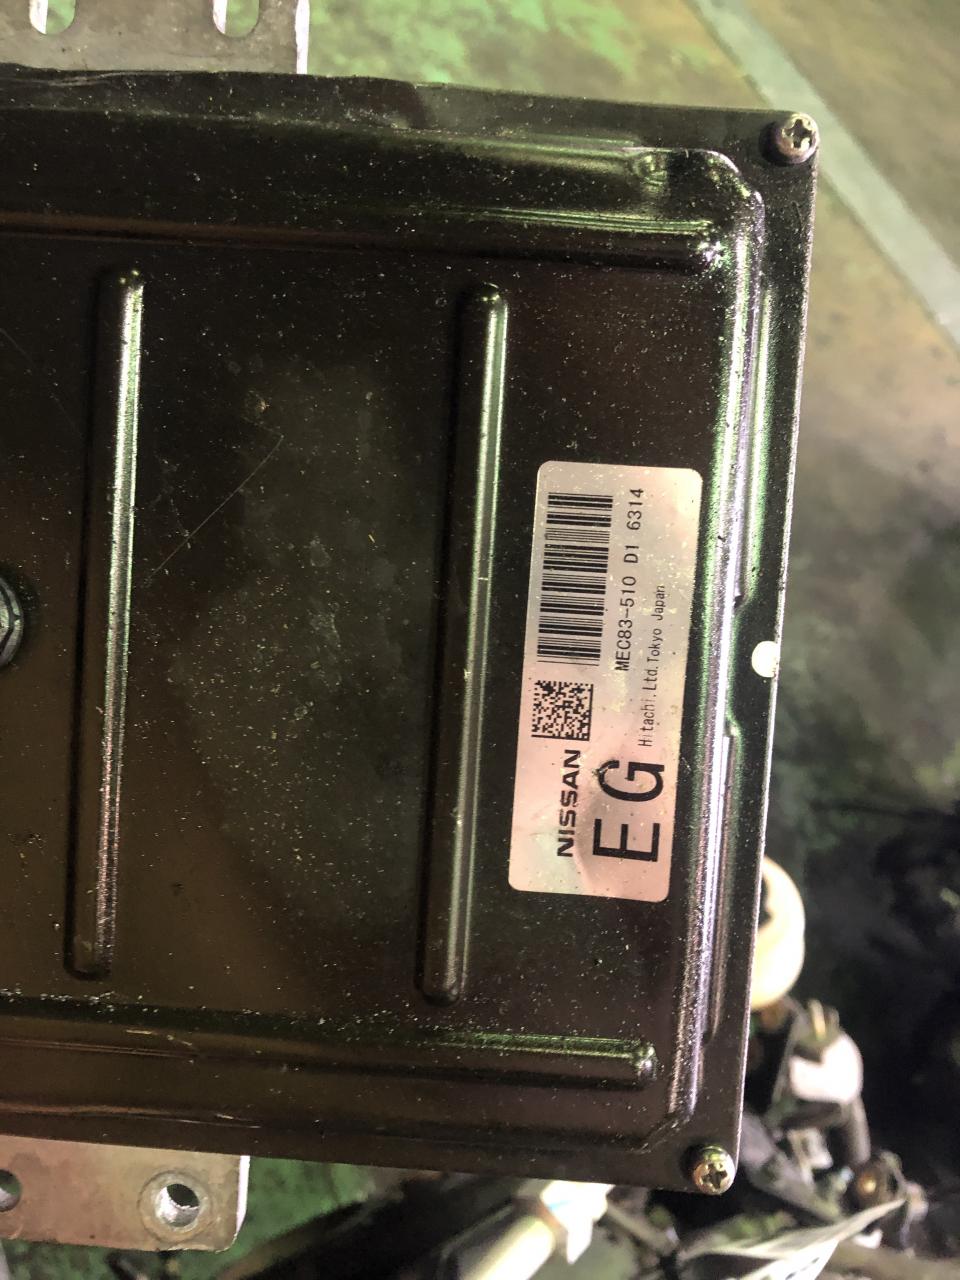 MEC83-510 D1 6314
Hitachi,Ltd.Tokyo Japan
NISSAN
EG